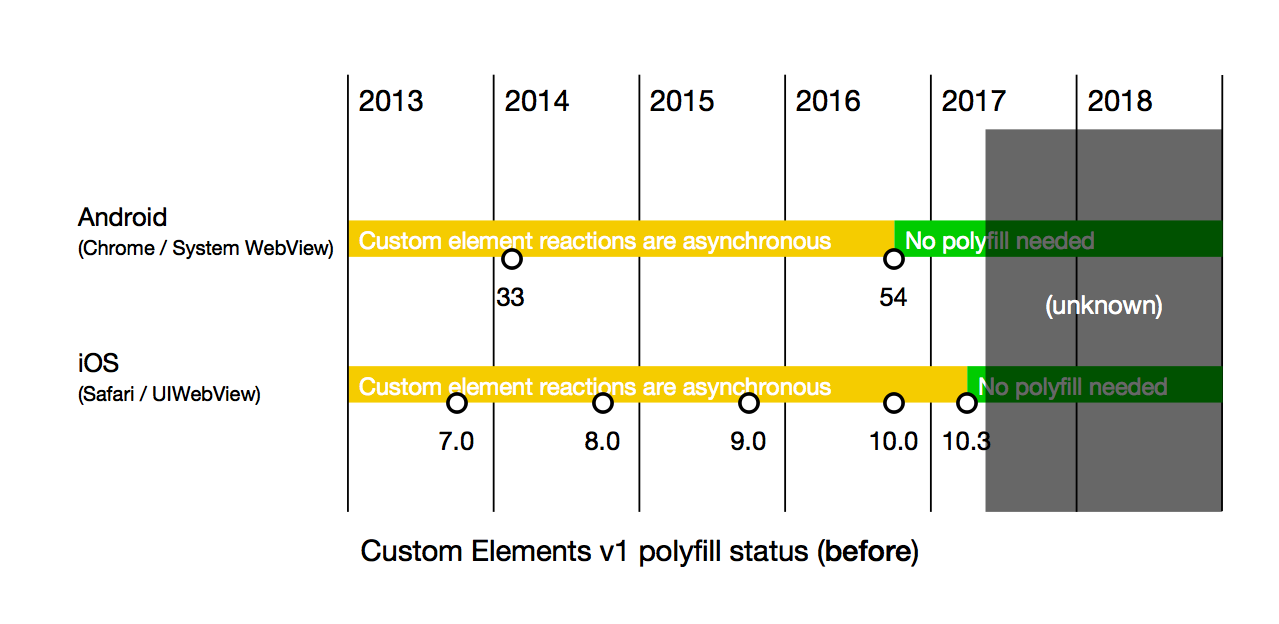 2013 2014 2015 2016 2017 2018
Android
(Chrome / System WebView)
Custom element reactions are asynchronous No polyfill needed
33 54
(unknown)
iOS
(Safari / UIWebView)
Custom element reactions are asynchronous No polyfill needed
7.0 8.0 9.0 10.0 10.3
Custom Elements v1 polyfill status (before)